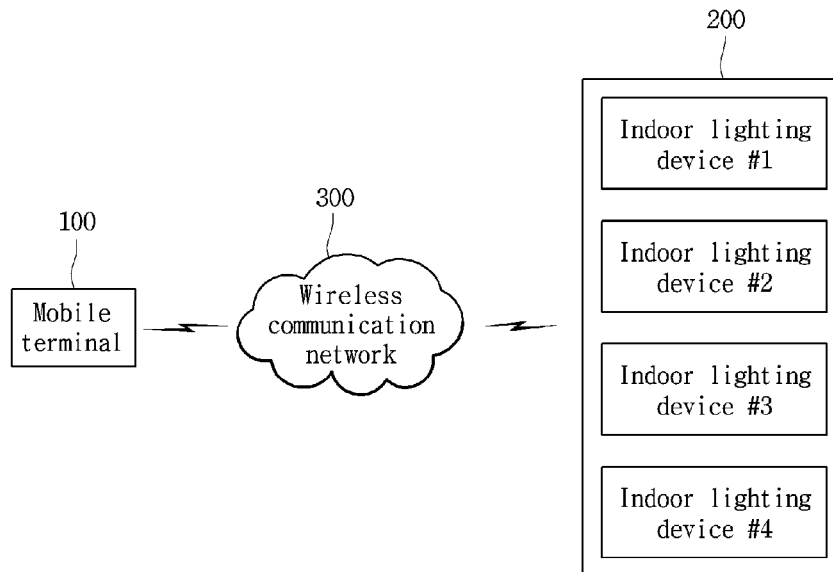 200
Indoor lighting
device #1
300
100
Indoor lighting
device #2
Wireless
communication
network
Mobile
terminal
Indoor lighting
device #3
Indoor lighting
device #4